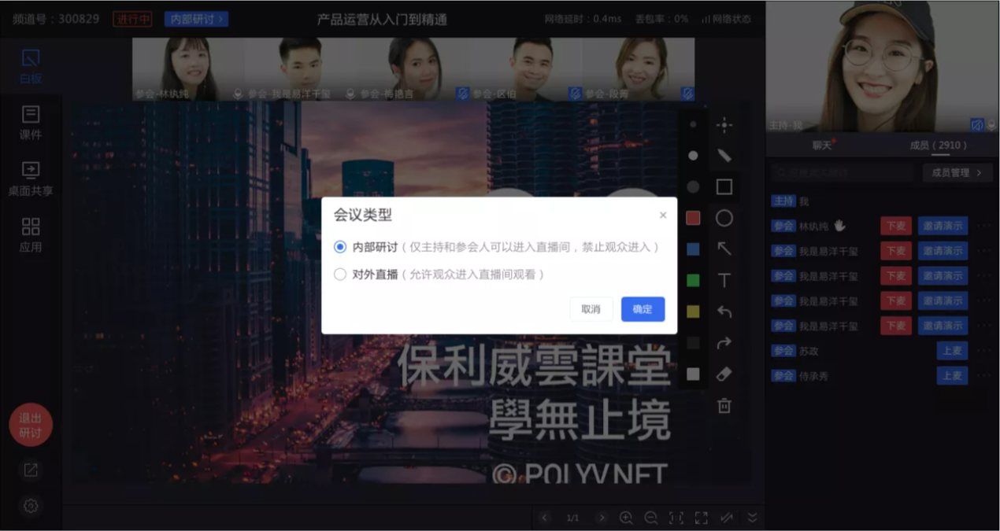 频道号：300829 进行中 内部研讨 > 产品运营从入门到精通 网络延时：0.4ms 丢包率：0% 网络状态
白板
课件
桌面共享
应用
退出
研讨
参会-林纨纯 参会-我是易洋千玺 参会-梅艳言 参会-区伯 参会-段菁
会议类型 ×
内部研讨（仅主持和参会人可以进入直播间，禁止观众进入）
对外直播（允许观众进入直播间观看）
取消 确定
保利威雲課堂
學無止境
© POLYV.NET
1/1
主持-我
聊天 成员（2910）
成员管理 >
主持 我
参会 林纨纯 下麦 邀请演示 ···
参会 我是易洋千玺 下麦 邀请演示 ···
参会 我是易洋千玺 下麦 邀请演示 ···
参会 我是易洋千玺 下麦 邀请演示 ···
参会 我是易洋千玺 下麦 邀请演示 ···
参会 苏政 上麦 ···
参会 侍承秀 上麦 ···